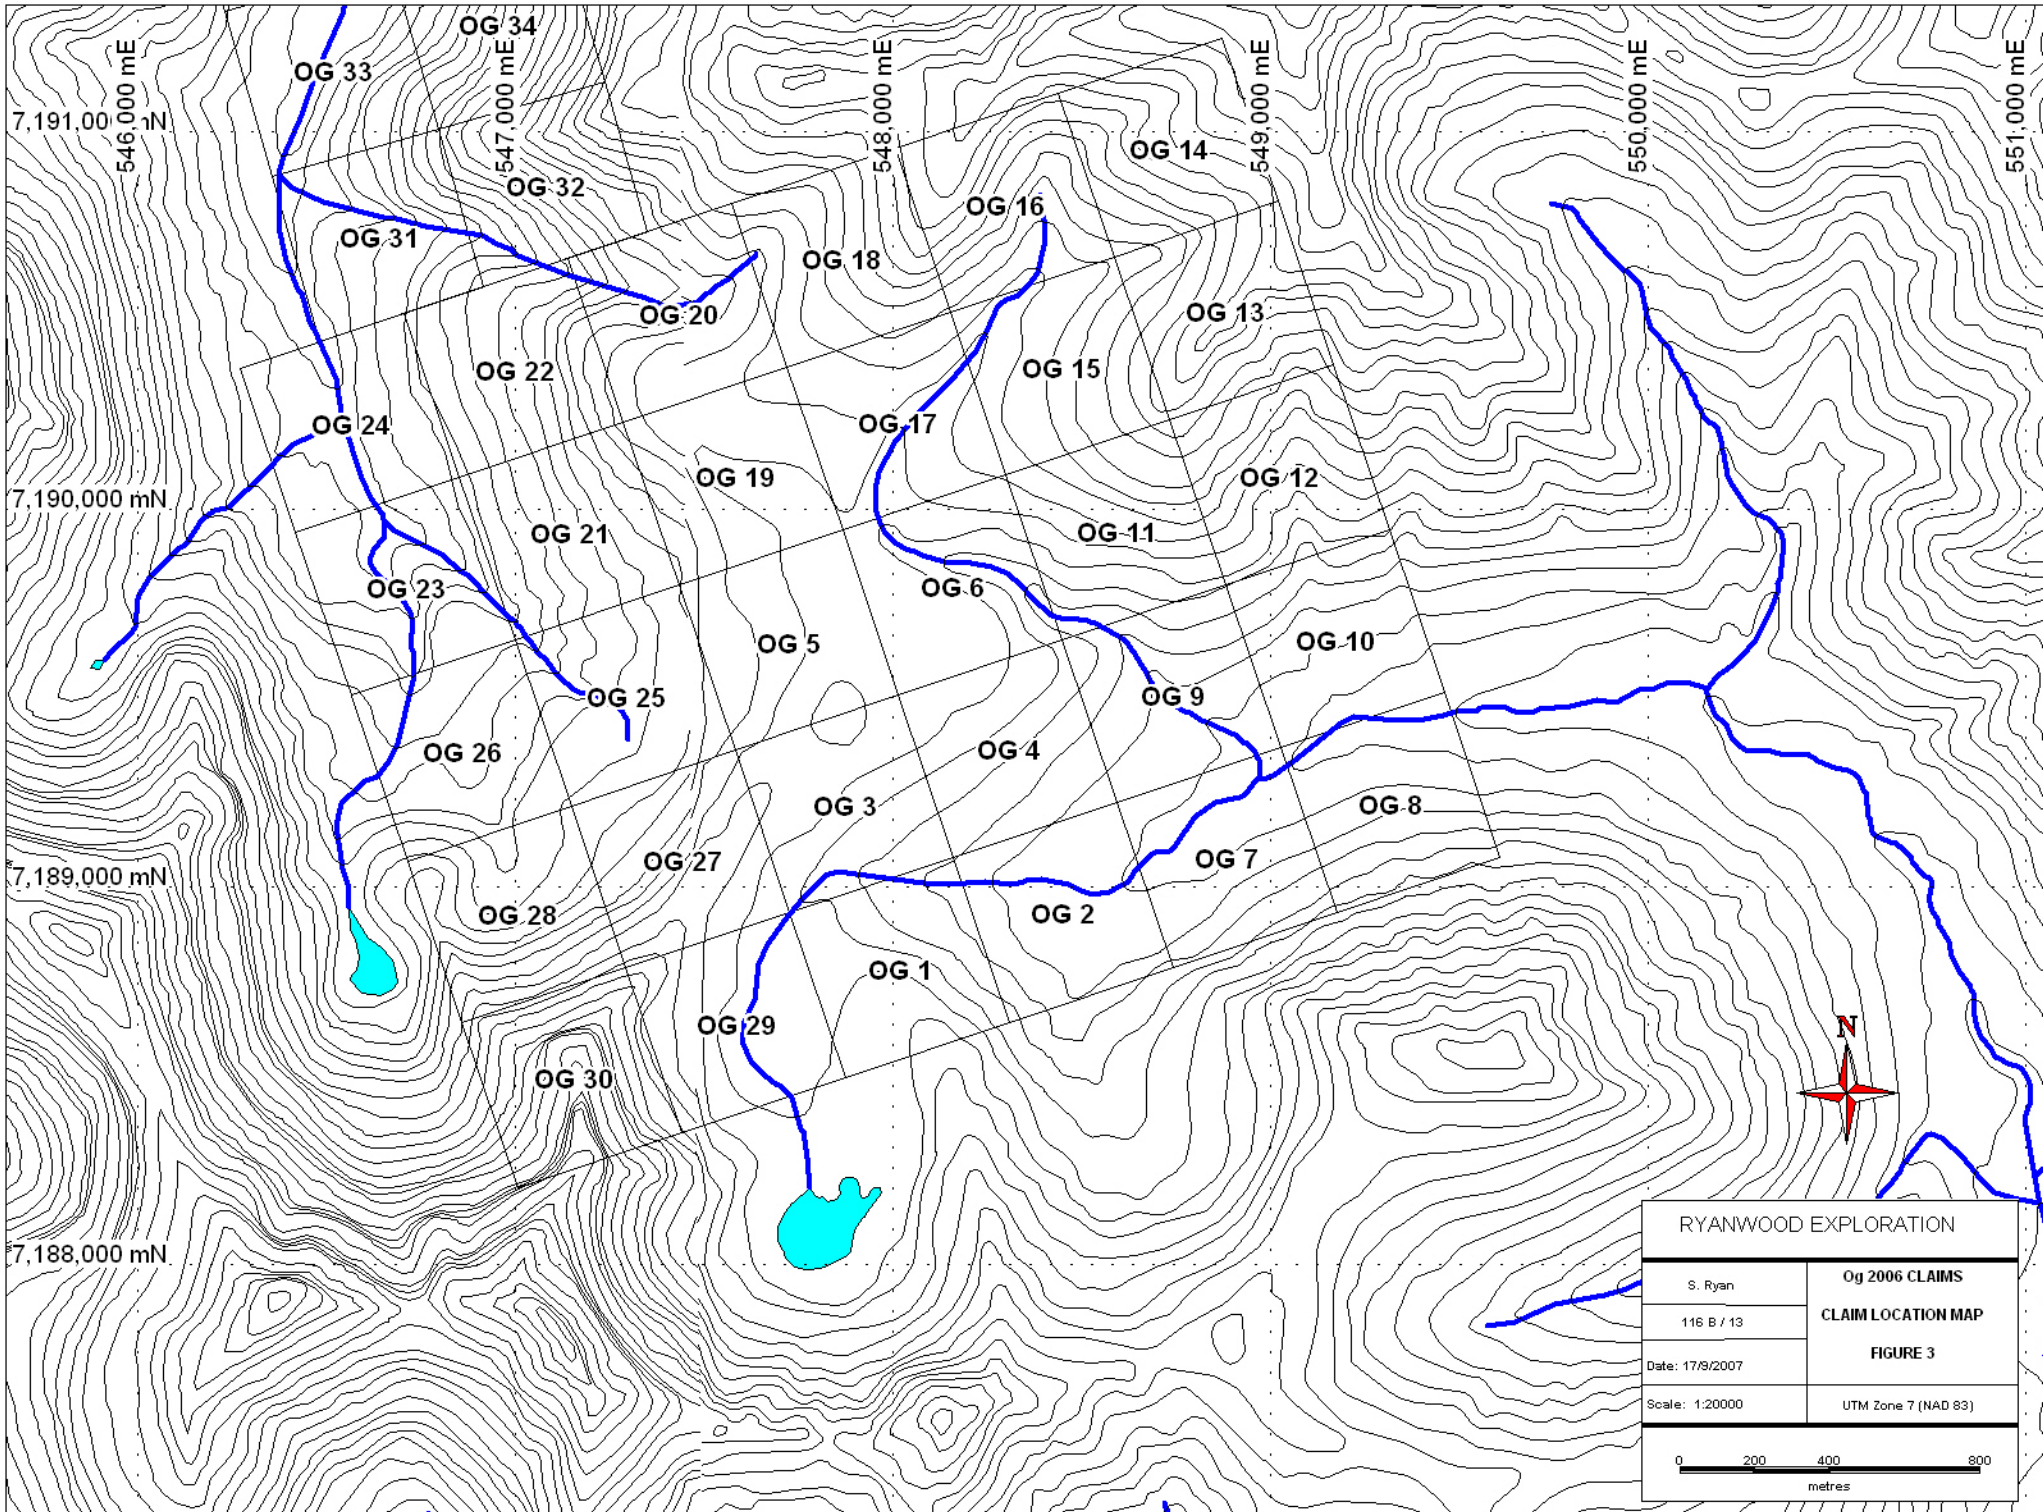 OG 34
546,000 mE
547,000 mE
548,000 mE
549,000 mE
550,000 mE
551,000 mE
OG 33
7,191,000 mN
OG 14
OG 32
OG 16
OG 31
OG 18
OG 20
OG 13
OG 22
OG 15
OG 24
OG 17
OG 19
OG 12
7,190,000 mN
OG 21
OG 11
OG 23
OG 6
OG 5
OG 10
OG 25
OG 9
OG 26
OG 4
OG 3
OG 8
OG 27
OG 7
7,189,000 mN
OG 28
OG 2
OG 1
OG 29
N
OG 30
7,188,000 mN
RYANWOOD EXPLORATION
S. Ryan
116 B / 13
Date: 17/9/2007
Scale: 1:20000
Og 2006 CLAIMS
CLAIM LOCATION MAP
FIGURE 3
UTM Zone 7 (NAD 83)
0 200 400 800
metres